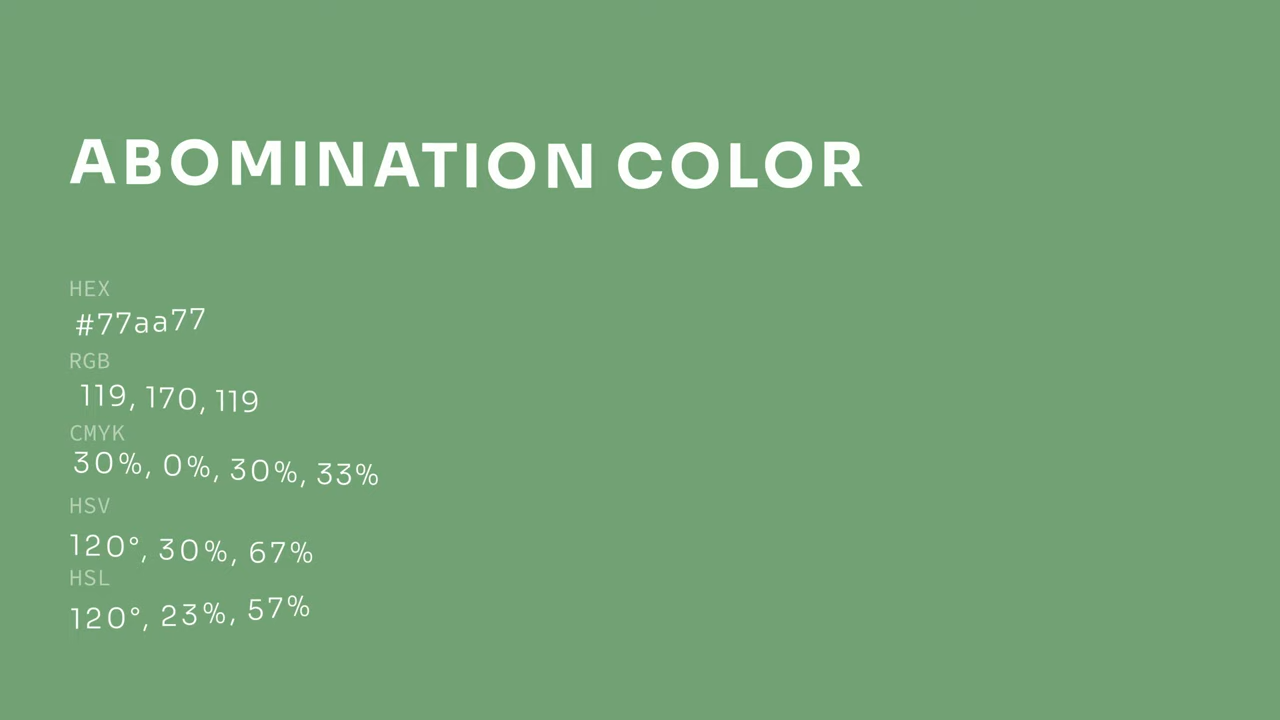 ABOMINATION COLOR
HEX
#77aa77
RGB
119, 170, 119
CMYK
30%, 0%, 30%, 33%
HSV
120°, 30%, 67%
HSL
120°, 23%, 57%